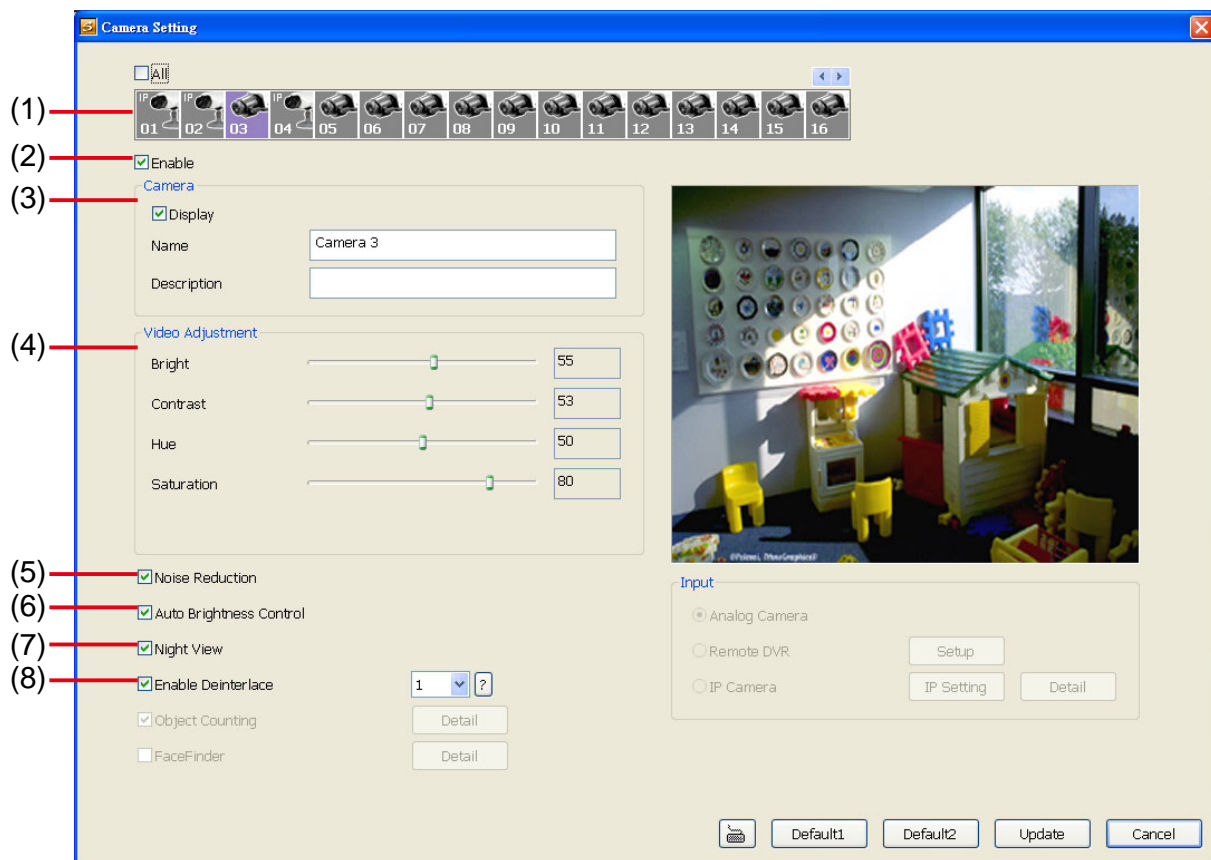 Camera Setting
All
(1)
IP 01 IP 02 03 IP 04 05 06 07 08 09 10 11 12 13 14 15 16
(2) Enable
(3) Camera
Display
Name Camera 3
Description
(4) Video Adjustment
Bright 55
Contrast 53
Hue 50
Saturation 80
(5) Noise Reduction
(6) Auto Brightness Control
(7) Night View
(8) Enable Deinterlace 1 ?
Object Counting Detail
FaceFinder Detail
Input
Analog Camera
Remote DVR Setup
IP Camera IP Setting Detail
Default1 Default2 Update Cancel